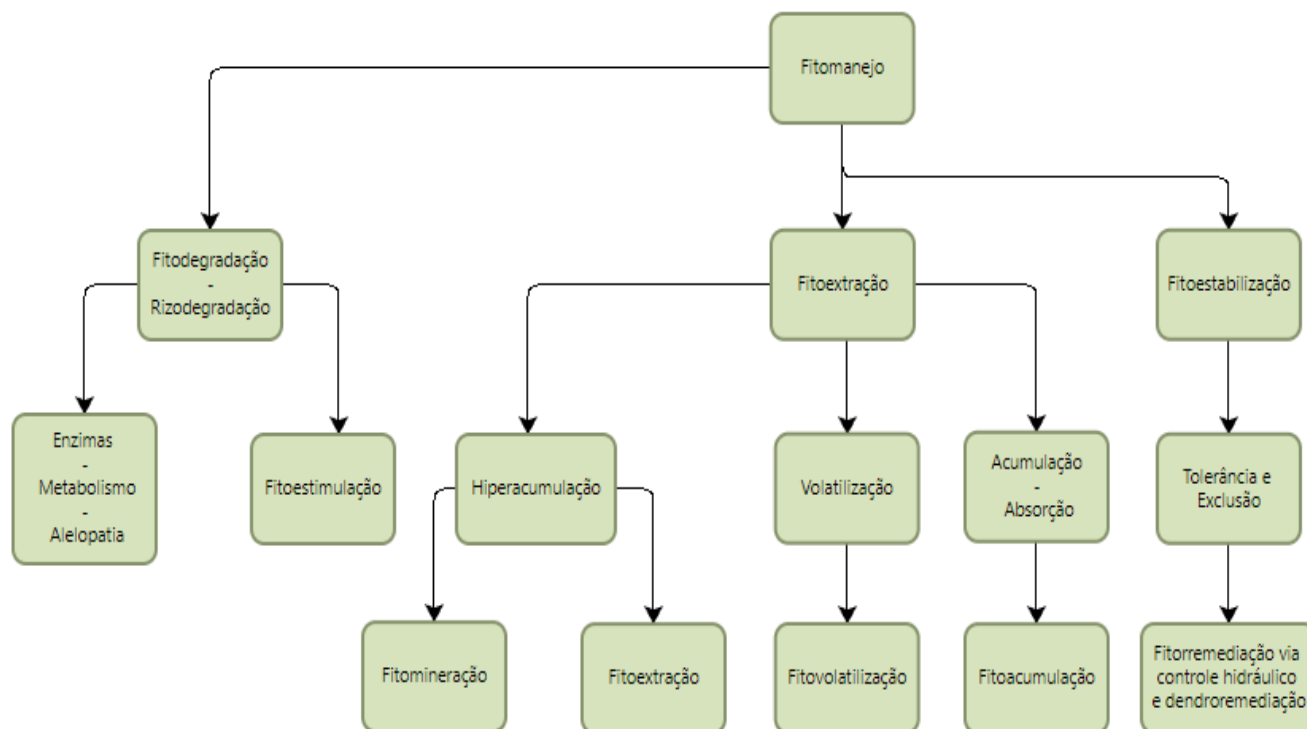 Fitomanejo
Fitodegradação
-
Rizodegradação
Fitoextração
Fitoestabilização
Enzimas
-
Metabolismo
-
Alelopatia
Fitoestimulação
Hiperacumulação
Volatilização
Acumulação
-
Absorção
Tolerância e
Exclusão
Fitomineração
Fitoextração
Fitovolatilização
Fitoacumulação
Fitorremediação via
controle hidráulico
e dendroremediação